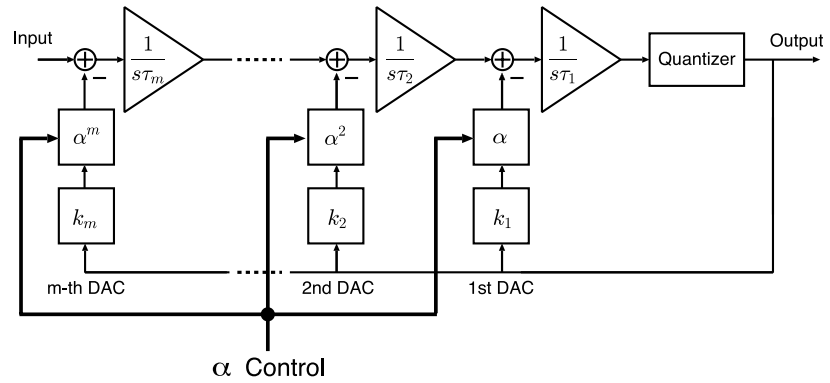 Input
Output
1
sτₘ
1
sτ₂
1
sτ₁
Quantizer
−
−
−
αᵐ
α²
α
kₘ
k₂
k₁
m-th DAC
2nd DAC
1st DAC
α Control